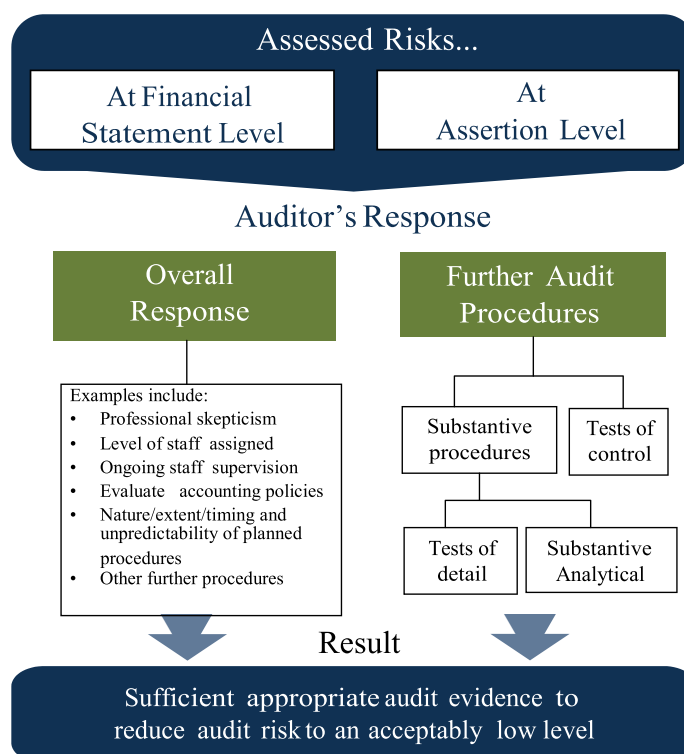 Assessed Risks...
At Financial
Statement Level
At
Assertion Level
Auditor’s Response
Overall
Response
Further Audit
Procedures
Examples include:
• Professional skepticism
• Level of staff assigned
• Ongoing staff supervision
• Evaluate accounting policies
• Nature/extent/timing and
unpredictability of planned
procedures
• Other further procedures
Substantive
procedures
Tests of
control
Tests of
detail
Substantive
Analytical
Result
Sufficient appropriate audit evidence to
reduce audit risk to an acceptably low level